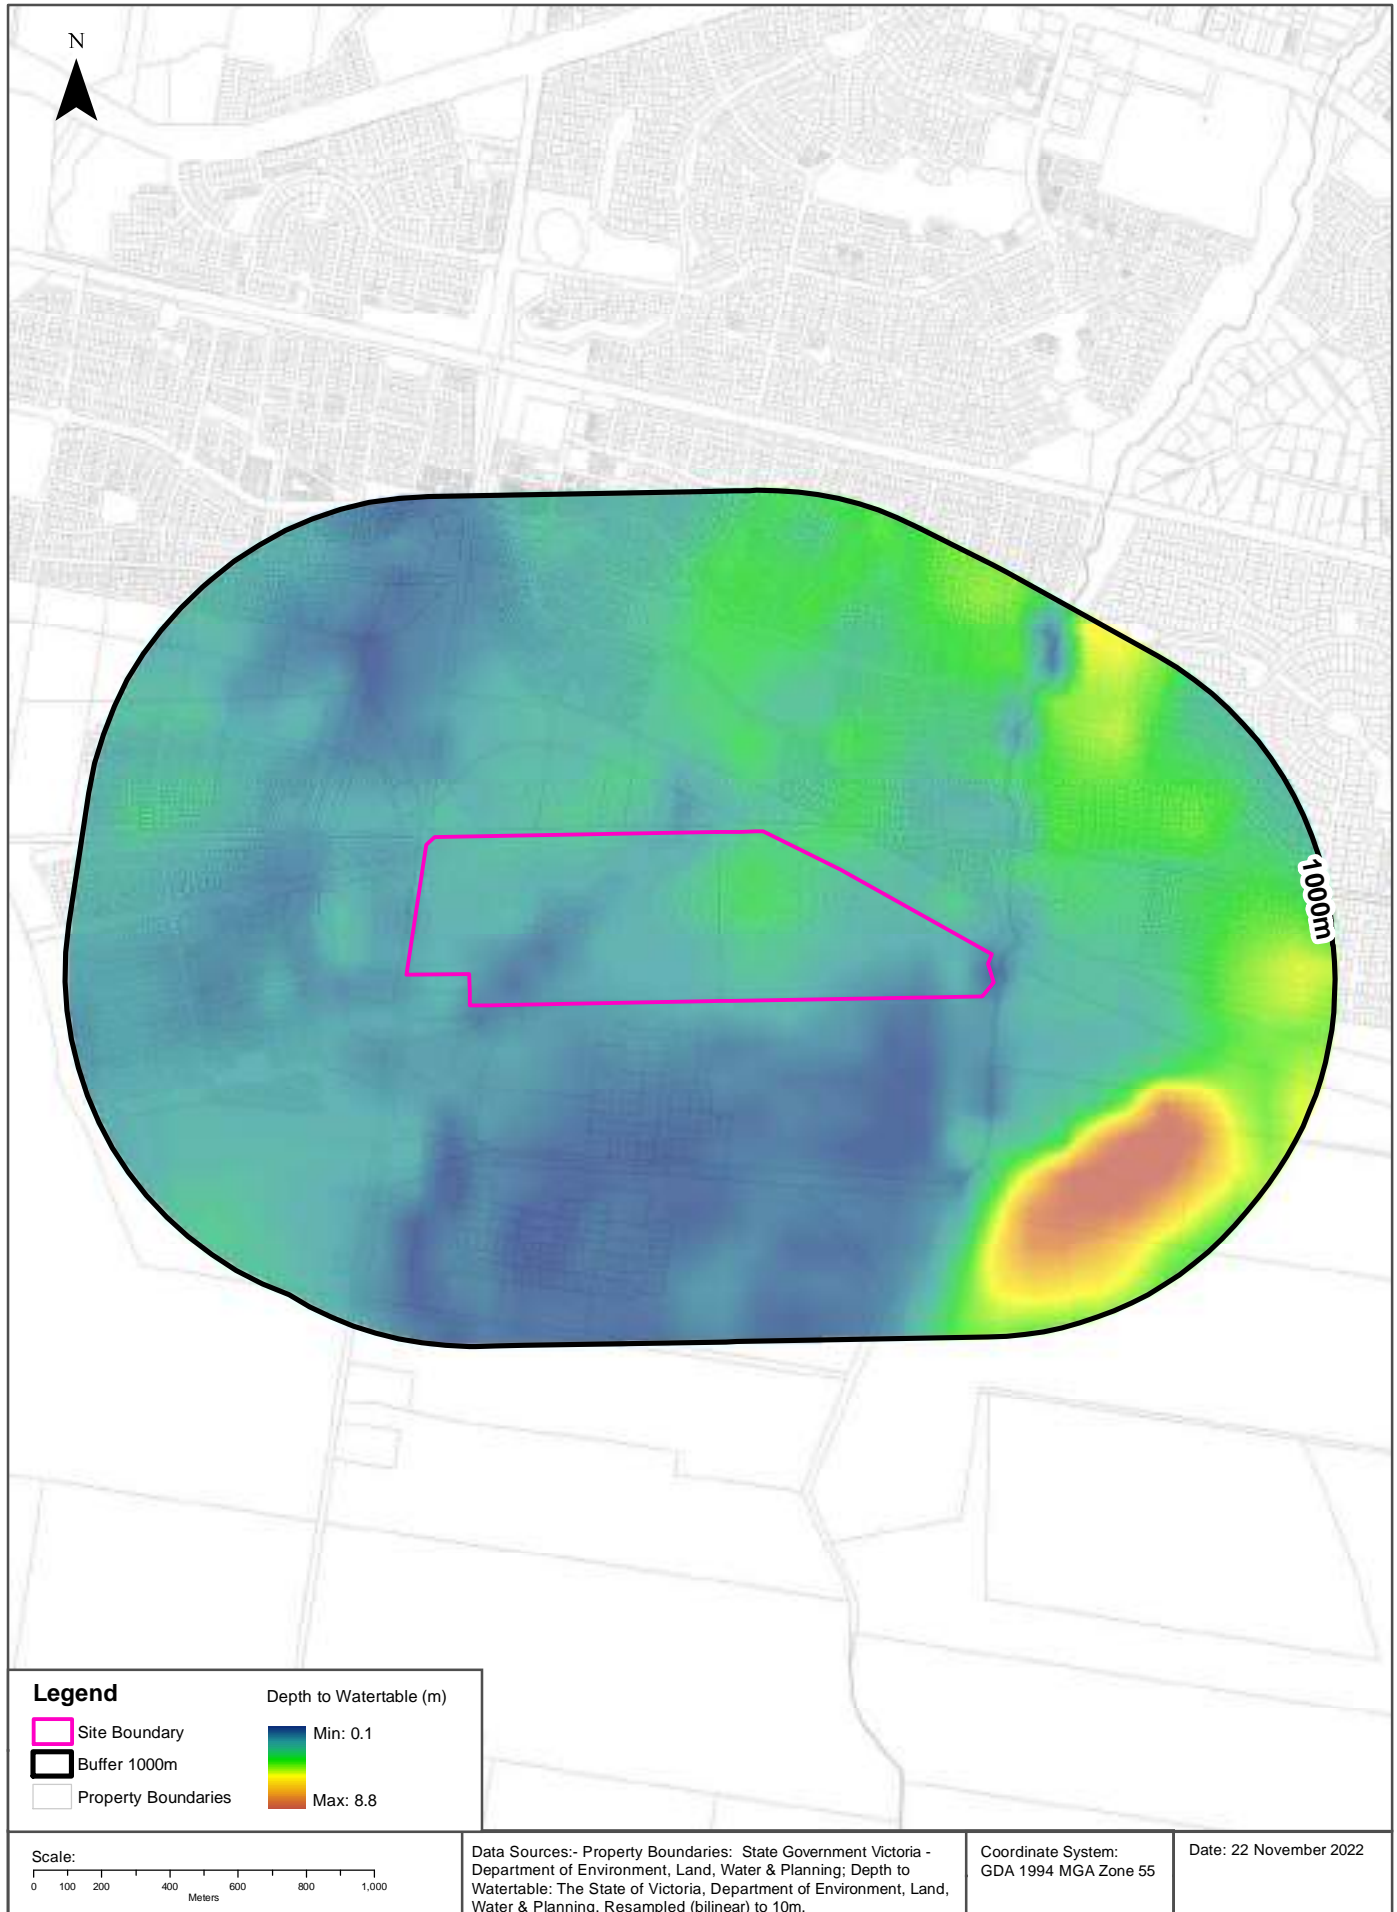 N
1000m
Legend
Site Boundary
Buffer 1000m
Property Boundaries
Depth to Watertable (m)
Min: 0.1
Max: 8.8
Scale:
0 100 200 400 600 800 1,000
Meters
Data Sources:- Property Boundaries: State Government Victoria -
Department of Environment, Land, Water & Planning; Depth to
Watertable: The State of Victoria, Department of Environment, Land,
Water & Planning. Resampled (bilinear) to 10m.
Coordinate System:
GDA 1994 MGA Zone 55
Date: 22 November 2022